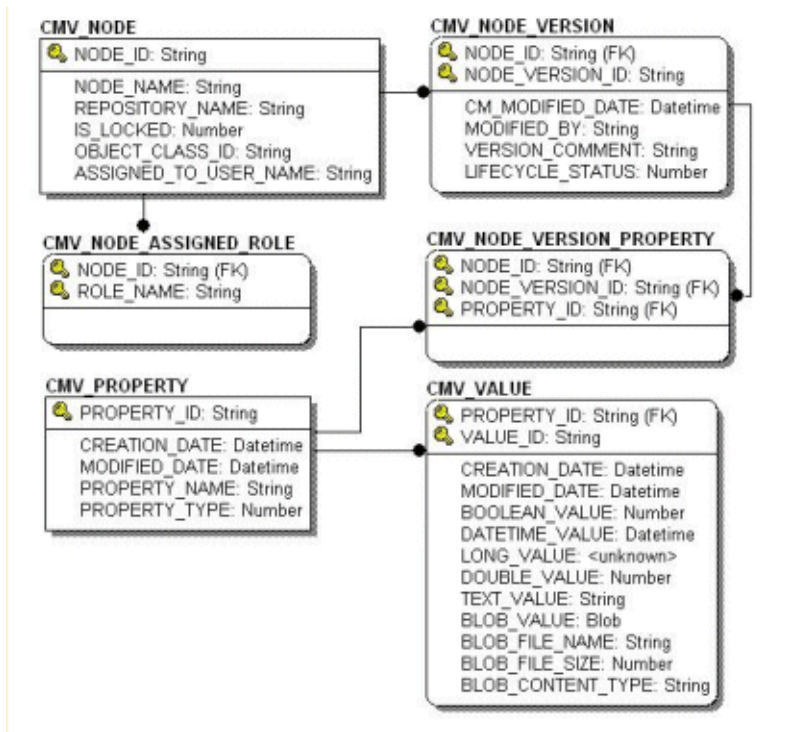 CMV_NODE
NODE_ID: String
NODE_NAME: String
REPOSITORY_NAME: String
IS_LOCKED: Number
OBJECT_CLASS_ID: String
ASSIGNED_TO_USER_NAME: String
CMV_NODE_VERSION
NODE_ID: String (FK)
NODE_VERSION_ID: String
CM_MODIFIED_DATE: Datetime
MODIFIED_BY: String
VERSION_COMMENT: String
LIFECYCLE_STATUS: Number
CMV_NODE_ASSIGNED_ROLE
NODE_ID: String (FK)
ROLE_NAME: String
CMV_NODE_VERSION_PROPERTY
NODE_ID: String (FK)
NODE_VERSION_ID: String (FK)
PROPERTY_ID: String (FK)
CMV_PROPERTY
PROPERTY_ID: String
CREATION_DATE: Datetime
MODIFIED_DATE: Datetime
PROPERTY_NAME: String
PROPERTY_TYPE: Number
CMV_VALUE
PROPERTY_ID: String (FK)
VALUE_ID: String
CREATION_DATE: Datetime
MODIFIED_DATE: Datetime
BOOLEAN_VALUE: Number
DATETIME_VALUE: Datetime
LONG_VALUE: <unknown>
DOUBLE_VALUE: Number
TEXT_VALUE: String
BLOB_VALUE: Blob
BLOB_FILE_NAME: String
BLOB_FILE_SIZE: Number
BLOB_CONTENT_TYPE: String